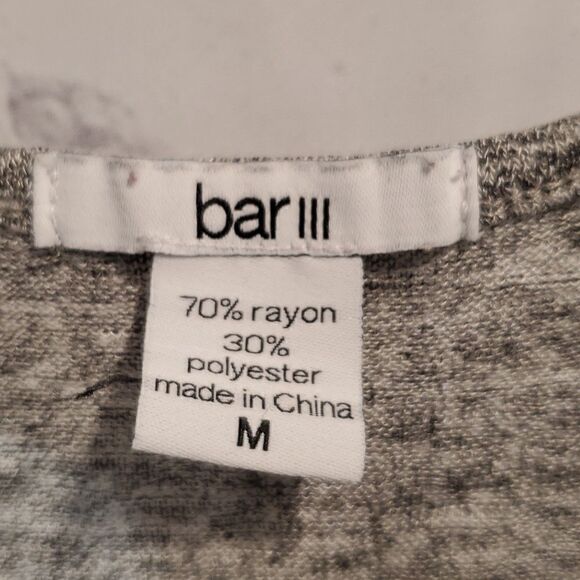 bar III
70% rayon
30%
polyester
made in China
M